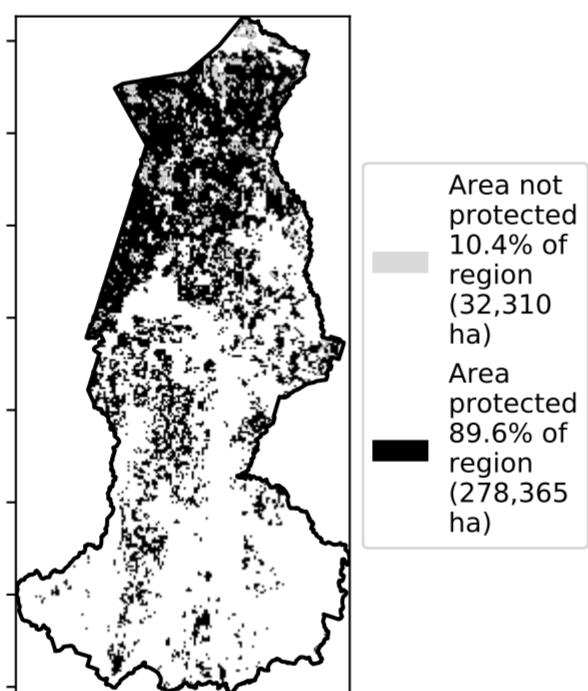 Area not
protected
10.4% of
region
(32,310
ha)
Area
protected
89.6% of
region
(278,365
ha)